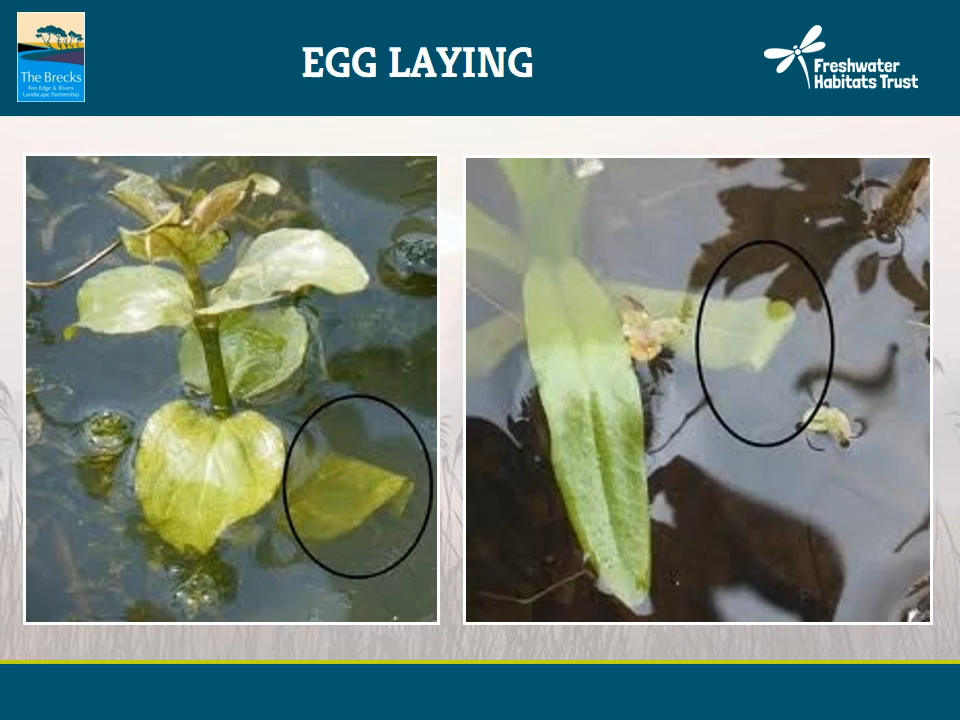 EGG LAYING
The Brecks
Fen Edge & Rivers
Landscape Partnership
Freshwater
Habitats Trust